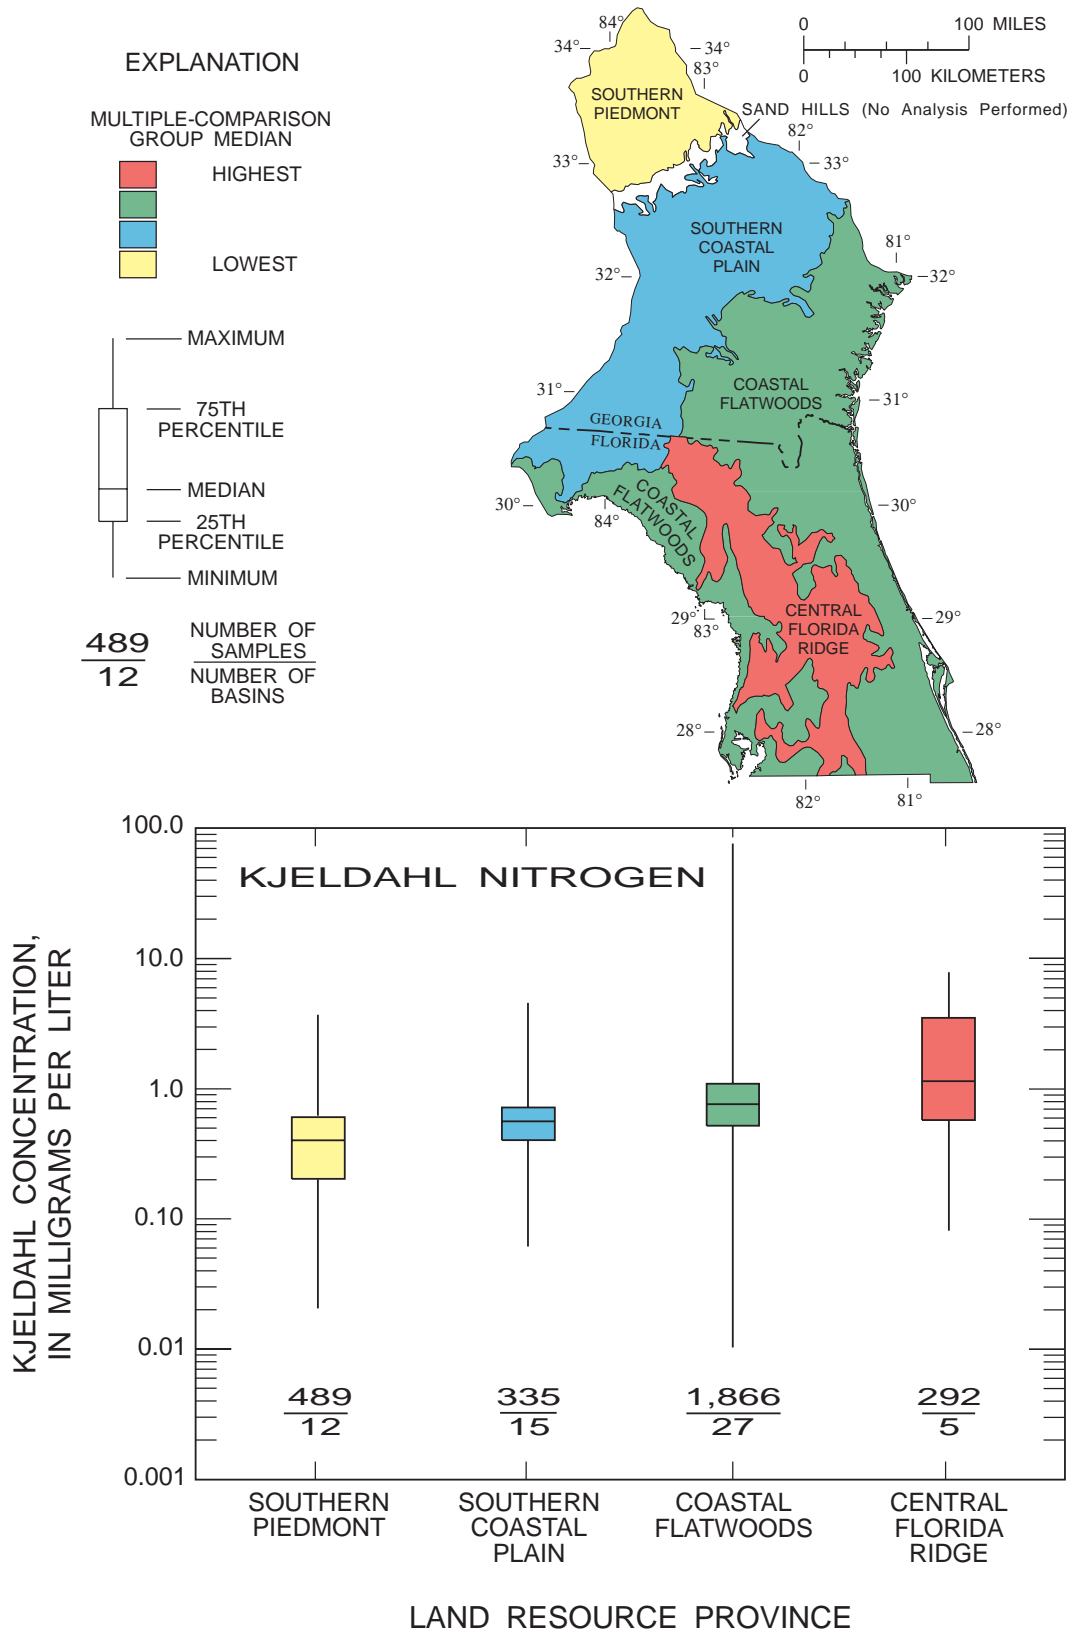 EXPLANATION
MULTIPLE-COMPARISON
GROUP MEDIAN
HIGHEST
LOWEST
MAXIMUM
75TH
PERCENTILE
MEDIAN
25TH
PERCENTILE
MINIMUM
489
12
NUMBER OF
SAMPLES
NUMBER OF
BASINS
0 100 MILES
0 100 KILOMETERS
84°
34°
34°
83°
SOUTHERN
PIEDMONT
SAND HILLS (No Analysis Performed)
82°
33°
33°
SOUTHERN
COASTAL
PLAIN
81°
32°
32°
31°
COASTAL
FLATWOODS
31°
GEORGIA
FLORIDA
COASTAL
FLATWOODS
30°
84°
30°
29°
83°
CENTRAL
FLORIDA
RIDGE
29°
28°
28°
82°
81°
KJELDAHL NITROGEN
KJELDAHL CONCENTRATION,
IN MILLIGRAMS PER LITER
100.0
10.0
1.0
0.10
0.01
0.001
489
12
335
15
1,866
27
292
5
SOUTHERN
PIEDMONT
SOUTHERN
COASTAL
PLAIN
COASTAL
FLATWOODS
CENTRAL
FLORIDA
RIDGE
LAND RESOURCE PROVINCE